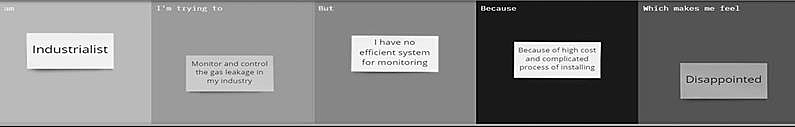 am
Industrialist
I'm trying to
Monitor and control
the gas leakage in
my industry
But
I have no
efficient system
for monitoring
Because
Because of high cost
and complicated
process of installing
Which makes me feel
Disappointed